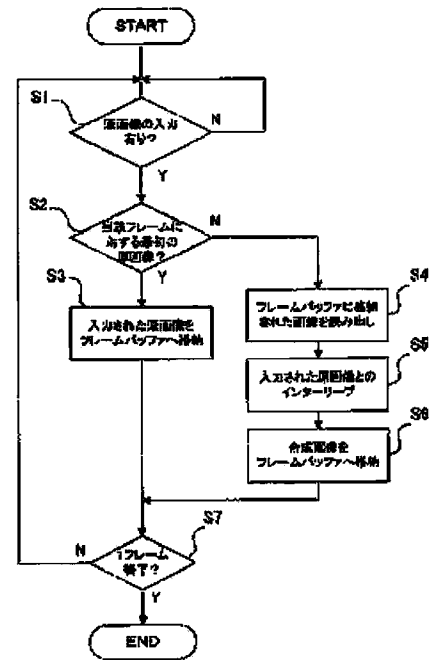 START
S1
原画像の入力
有り?
N
Y
S2
当該フレームに
対する最初の
原画像?
N
Y
S3
入力された原画像を
フレームバッファへ格納
S4
フレームバッファに格納
された画像を読み出し
S5
入力された原画像との
インターリーブ
S6
合成画像を
フレームバッファへ格納
S7
1フレーム
終了?
N
Y
END